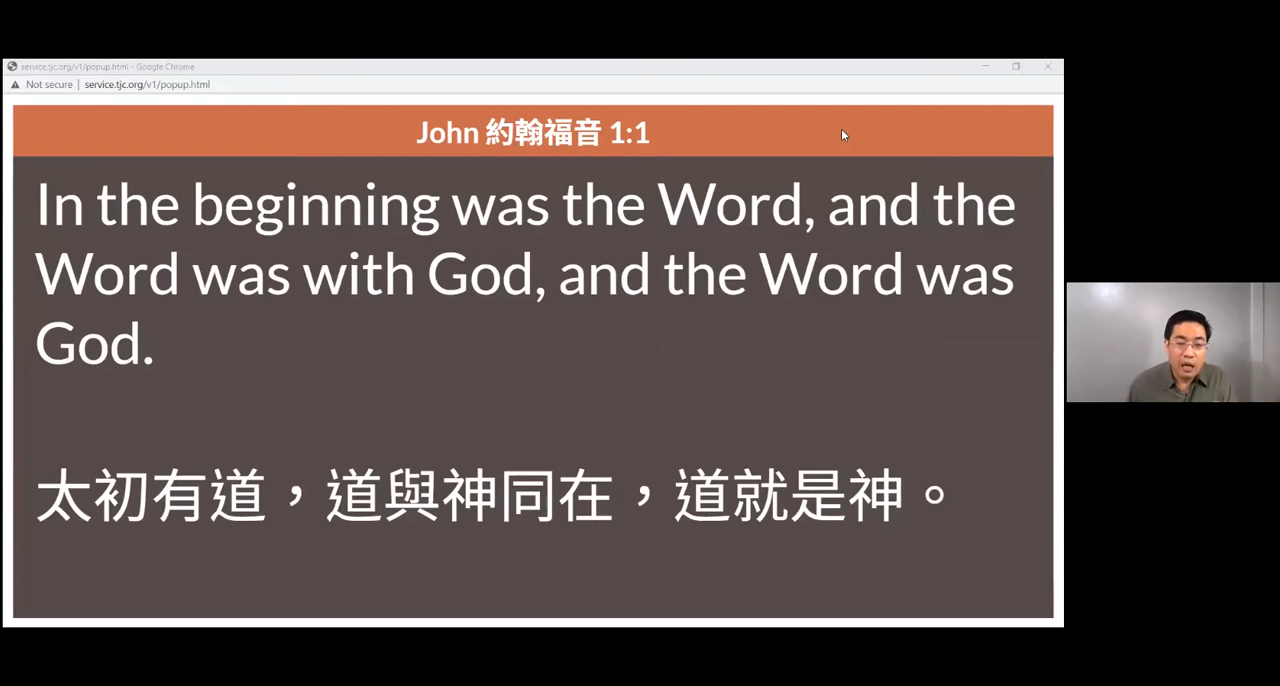 service.tjc.org/v1/popup.html - Google Chrome
Not secure | service.tjc.org/v1/popup.html
John 約翰福音 1:1
In the beginning was the Word, and the
Word was with God, and the Word was
God.
太初有道，道與神同在，道就是神。